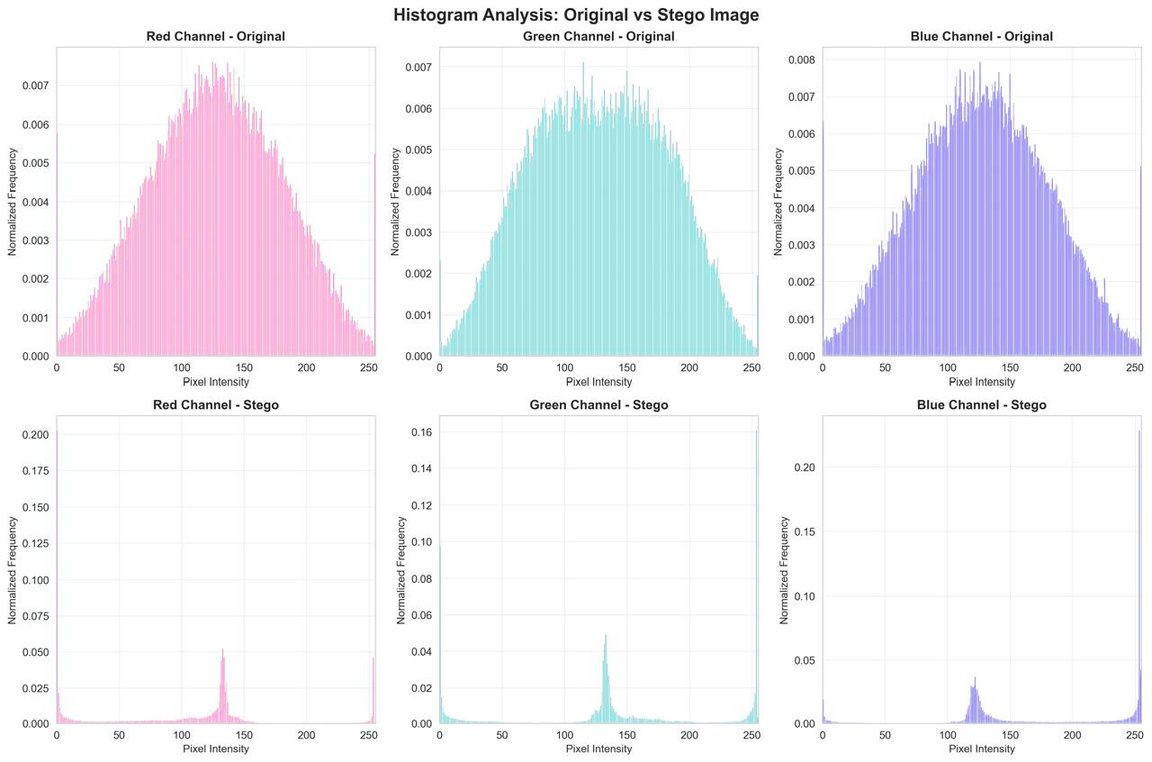 Histogram Analysis: Original vs Stego Image
Red Channel - Original
Green Channel - Original
Blue Channel - Original
Normalized Frequency
0.007
0.006
0.005
0.004
0.003
0.002
0.001
0.000
0 50 100 150 200 250
Pixel Intensity
Normalized Frequency
0.007
0.006
0.005
0.004
0.003
0.002
0.001
0.000
0 50 100 150 200 250
Pixel Intensity
Normalized Frequency
0.008
0.007
0.006
0.005
0.004
0.003
0.002
0.001
0.000
0 50 100 150 200 250
Pixel Intensity
Red Channel - Stego
Green Channel - Stego
Blue Channel - Stego
Normalized Frequency
0.200
0.175
0.150
0.125
0.100
0.075
0.050
0.025
0.000
0 50 100 150 200 250
Pixel Intensity
Normalized Frequency
0.16
0.14
0.12
0.10
0.08
0.06
0.04
0.02
0.00
0 50 100 150 200 250
Pixel Intensity
Normalized Frequency
0.20
0.15
0.10
0.05
0.00
0 50 100 150 200 250
Pixel Intensity